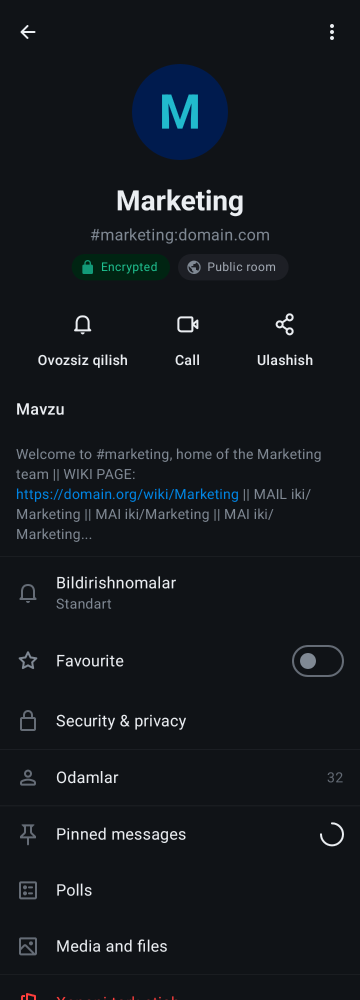 M
Marketing
#marketing:domain.com
Encrypted Public room
Ovozsiz qilish Call Ulashish
Mavzu
Welcome to #marketing, home of the Marketing
team || WIKI PAGE:
https://domain.org/wiki/Marketing || MAIL iki/
Marketing || MAI iki/Marketing || MAI iki/
Marketing...
Bildirishnomalar
Standart
Favourite
Security & privacy
Odamlar 32
Pinned messages
Polls
Media and files